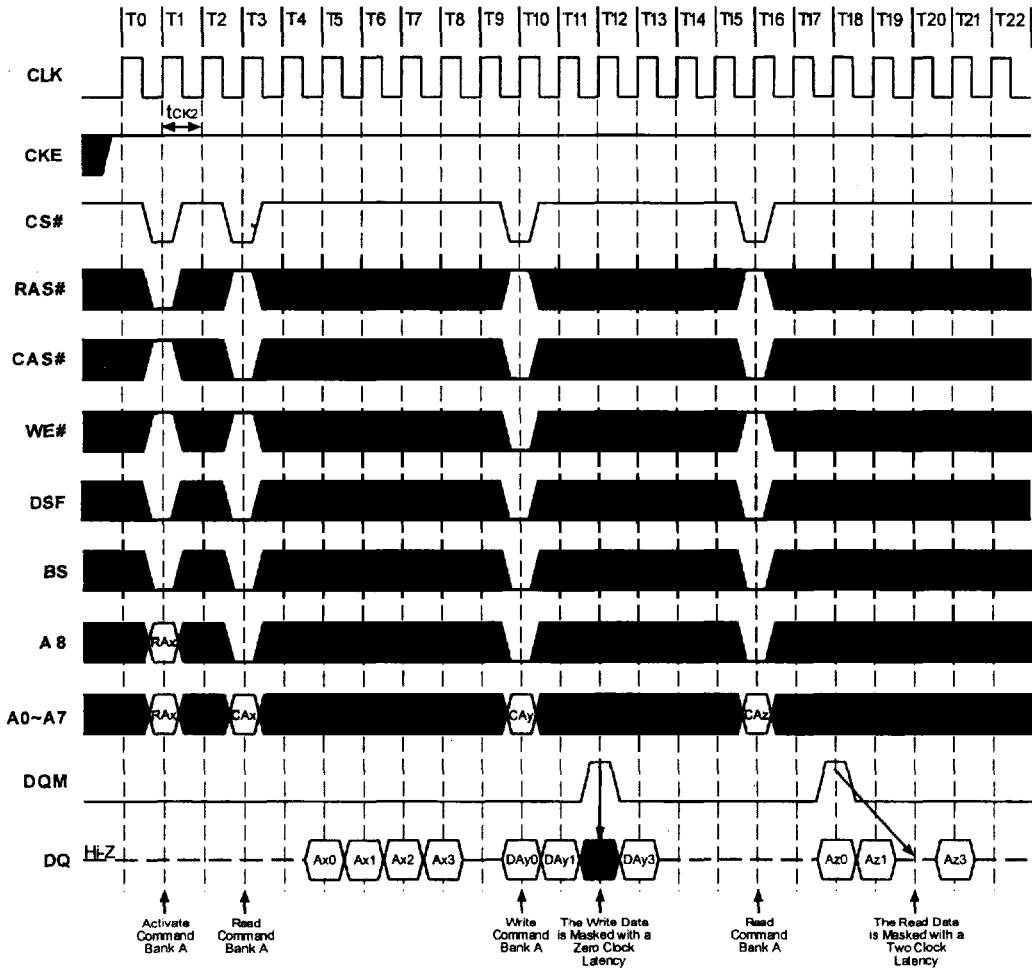 T0 T1 T2 T3 T4 T5 T6 T7 T8 T9 T10 T11 T12 T13 T14 T15 T16 T17 T18 T19 T20 T21 T22
CLK
tCK2
CKE
CS#
RAS#
CAS#
WE#
DSF
BS
A8
RAx
A0~A7
RAx CAx CAy CAz
DQM
DQ
Hi-Z
Ax0 Ax1 Ax2 Ax3 DAy0 DAy1 DAy3 Az0 Az1 Az3
Activate
Command
Bank A
Read
Command
Bank A
Write
Command
Bank A
The Write Data
is Masked with a
Zero Clock
Latency
Read
Command
Bank A
The Read Data
is Masked with a
Two Clock
Latency